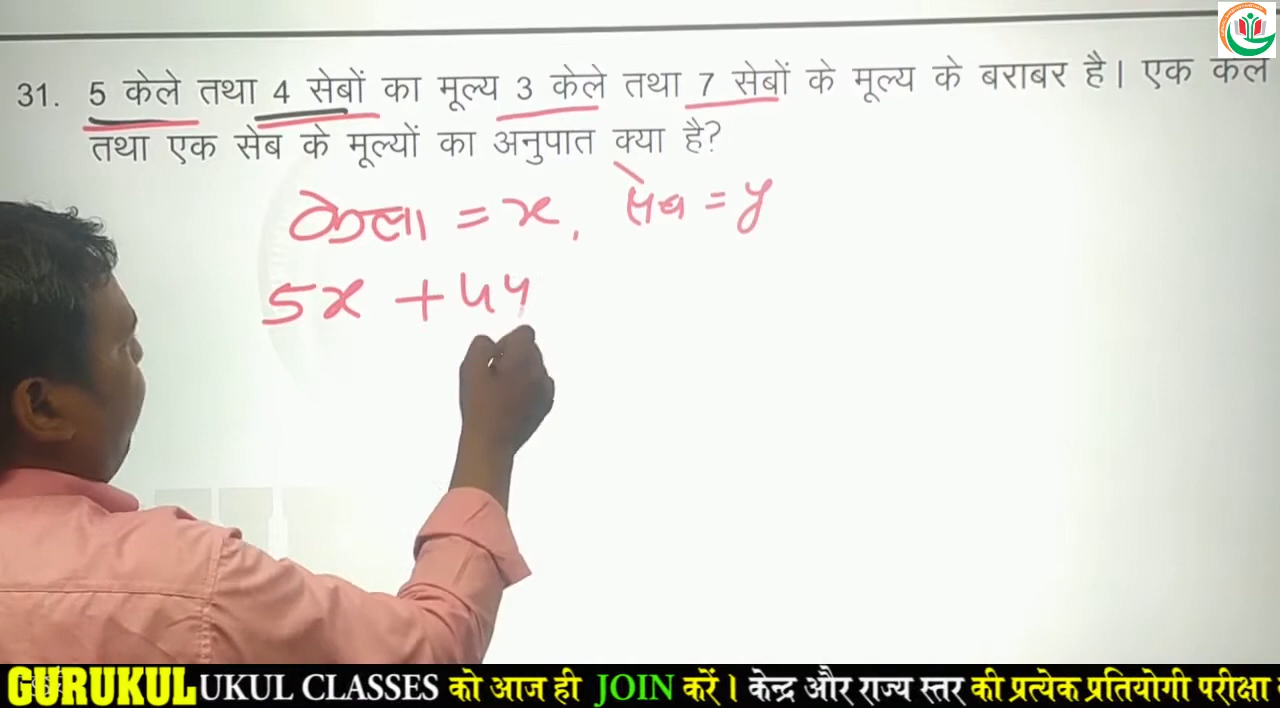 31. 5 केले तथा 4 सेबों का मूल्य 3 केले तथा 7 सेबों के मूल्य के बराबर है। एक केले
तथा एक सेब के मूल्यों का अनुपात क्या है?
केला = x, सेब = y
5x + 4y
GURUKUL UKUL CLASSES को आज ही JOIN करें। केन्द्र और राज्य स्तर की प्रत्येक प्रतियोगी परीक्षा